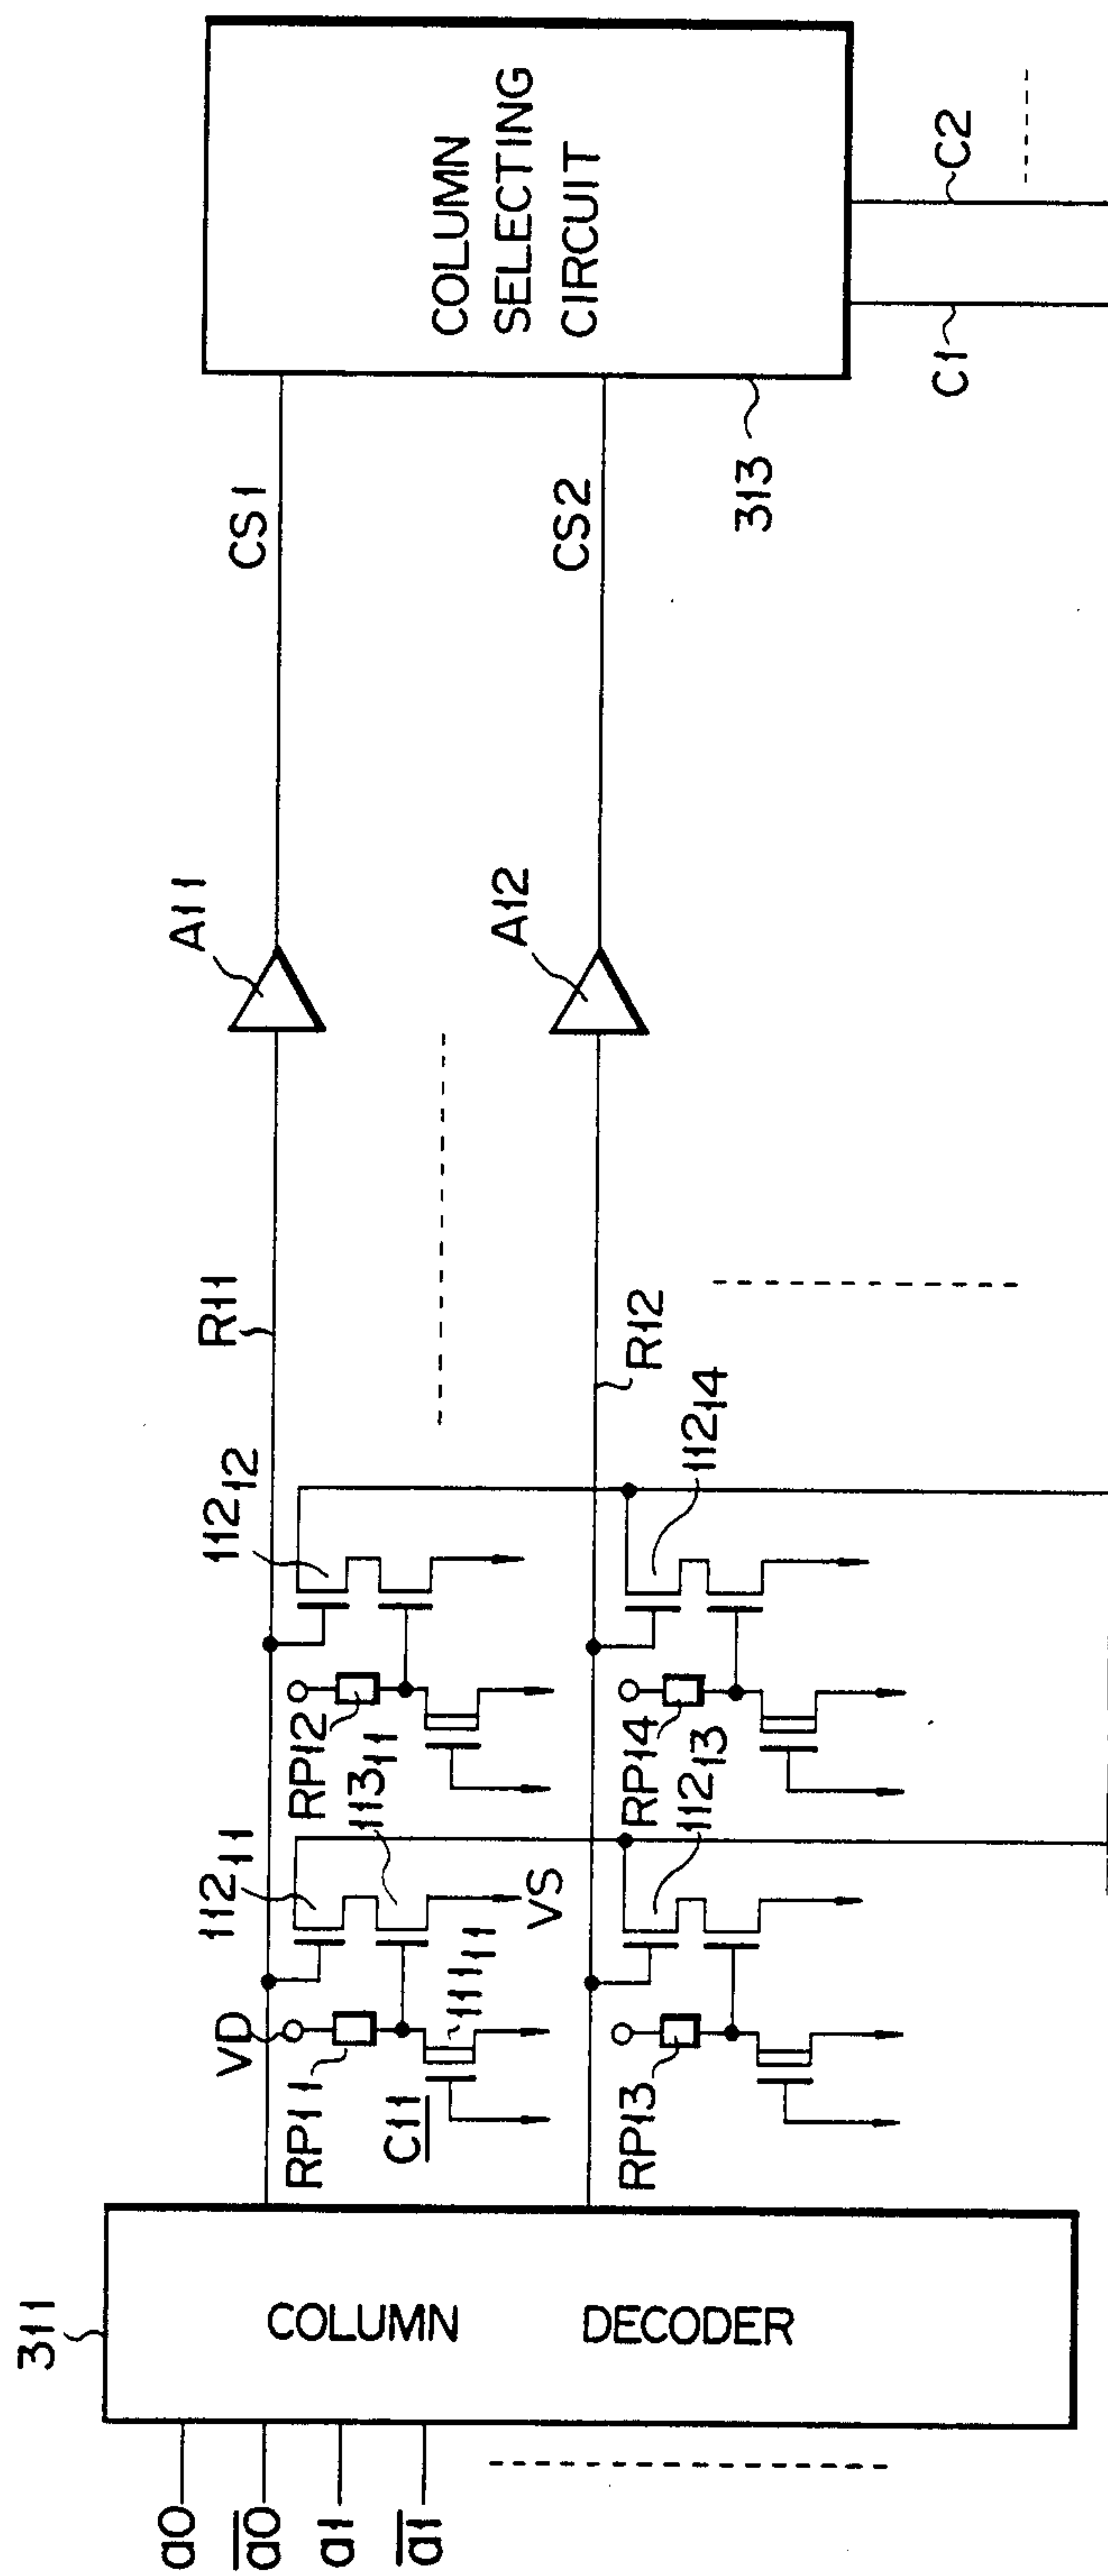 311
a0
a0̅
a1
a1̅
COLUMN DECODER
VD
RP11
C11
111₁₁
112₁₁
113₁₁
VS
RP12
112₁₂
R11
A11
CS1
RP13
112₁₃
RP14
112₁₄
R12
A12
CS2
COLUMN
SELECTING
CIRCUIT
313
C1
C2